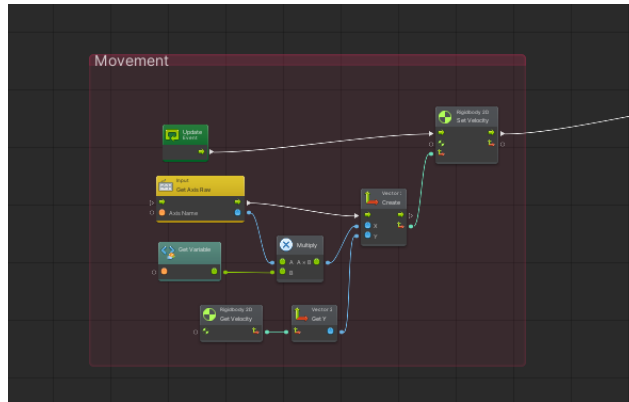 Movement
Rigidbody 2D
Set Velocity
Update
Event
Input
Get Axis Raw
Axis Name
Vector 2
Create
X
Y
Get Variable
Multiply
A A × B
B
Rigidbody 2D
Get Velocity
Vector 2
Get Y